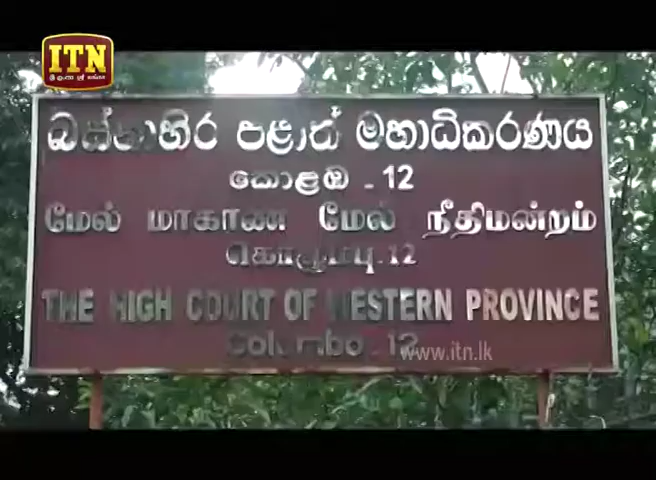 ITN
බස්නාහිර පළාත් මහාධිකරණය
කොළඹ - 12
மேல் மாகாண மேல் நீதிமன்றம்
கொழும்பு - 12
THE HIGH COURT OF WESTERN PROVINCE
Colombo - 12
www.itn.lk